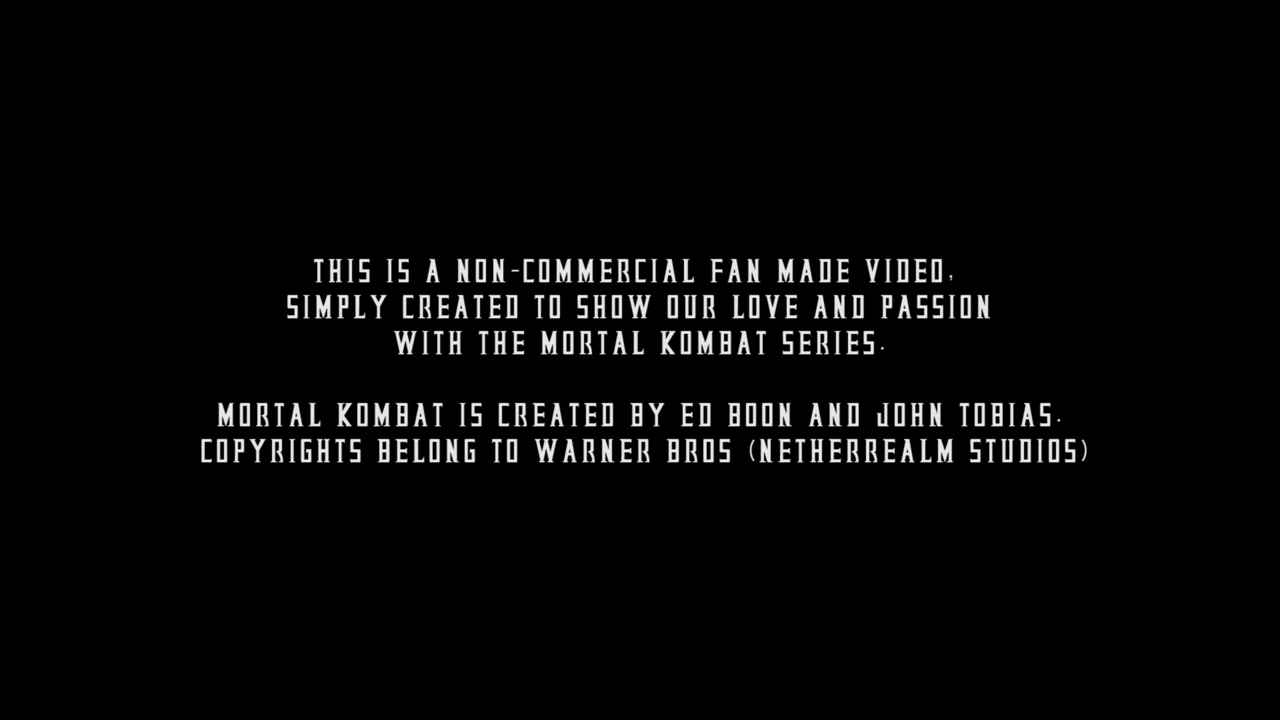 THIS IS A NON-COMMERCIAL FAN MADE VIDEO,
SIMPLY CREATED TO SHOW OUR LOVE AND PASSION
WITH THE MORTAL KOMBAT SERIES.
MORTAL KOMBAT IS CREATED BY ED BOON AND JOHN TOBIAS.
COPYRIGHTS BELONG TO WARNER BROS (NETHERREALM STUDIOS)